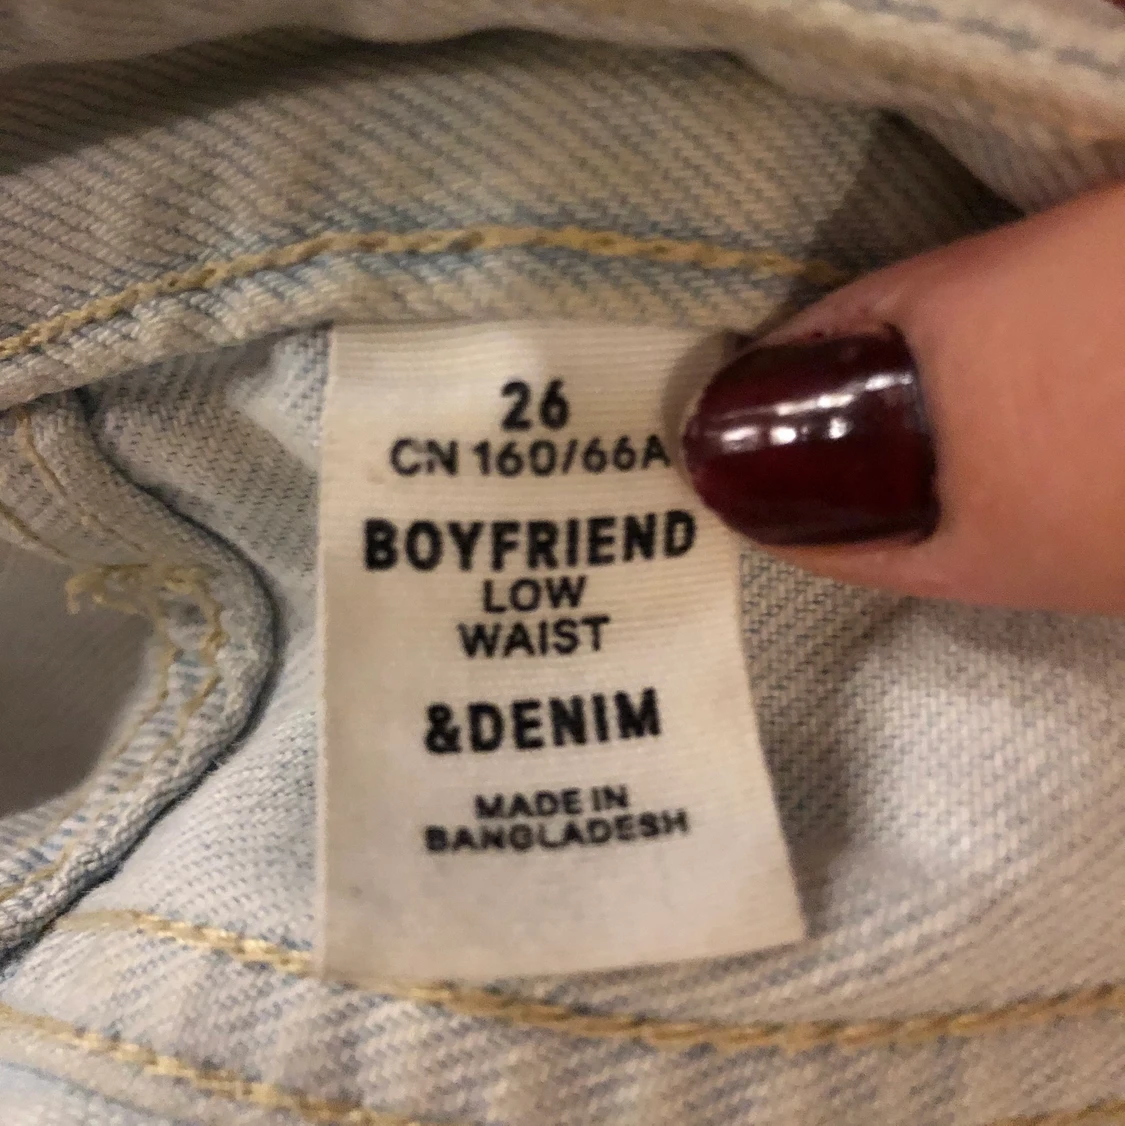 26
CN 160/66A
BOYFRIEND
LOW
WAIST
&DENIM
MADE IN
BANGLADESH